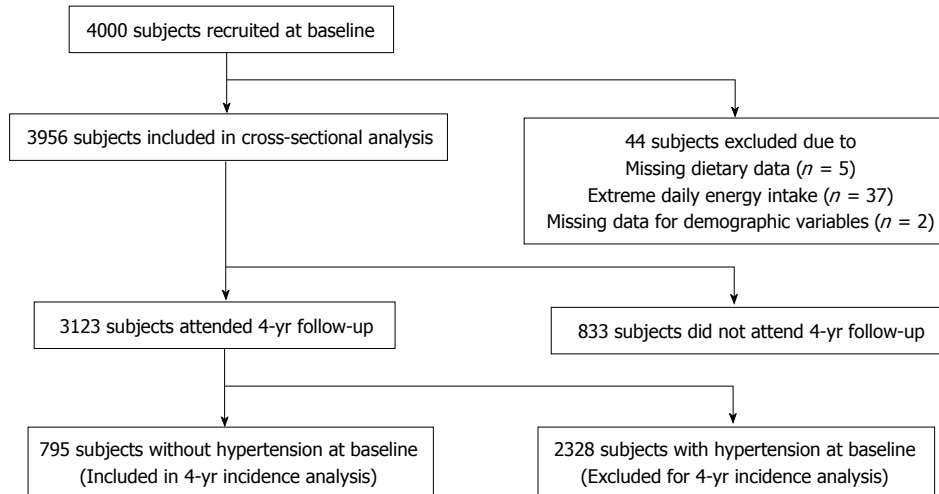 4000 subjects recruited at baseline
3956 subjects included in cross-sectional analysis
44 subjects excluded due to
Missing dietary data (n = 5)
Extreme daily energy intake (n = 37)
Missing data for demographic variables (n = 2)
3123 subjects attended 4-yr follow-up
833 subjects did not attend 4-yr follow-up
795 subjects without hypertension at baseline
(Included in 4-yr incidence analysis)
2328 subjects with hypertension at baseline
(Excluded for 4-yr incidence analysis)